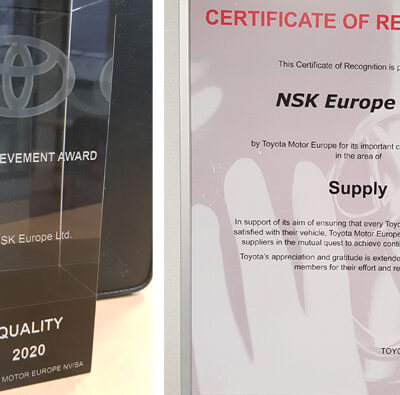 EVEMENT AWARD
SK Europe Ltd.
QUALITY
2020
MOTOR EUROPE NV/SA
CERTIFICATE OF RE
This Certificate of Recognition is p
NSK Europe
by Toyota Motor Europe for its important c
in the area of
Supply
In support of its aim of ensuring that every Toyo
satisfied with their vehicle, Toyota Motor Europe
suppliers in the mutual quest to achieve conti
Toyota's appreciation and gratitude is extende
members for their effort and re
TOYO